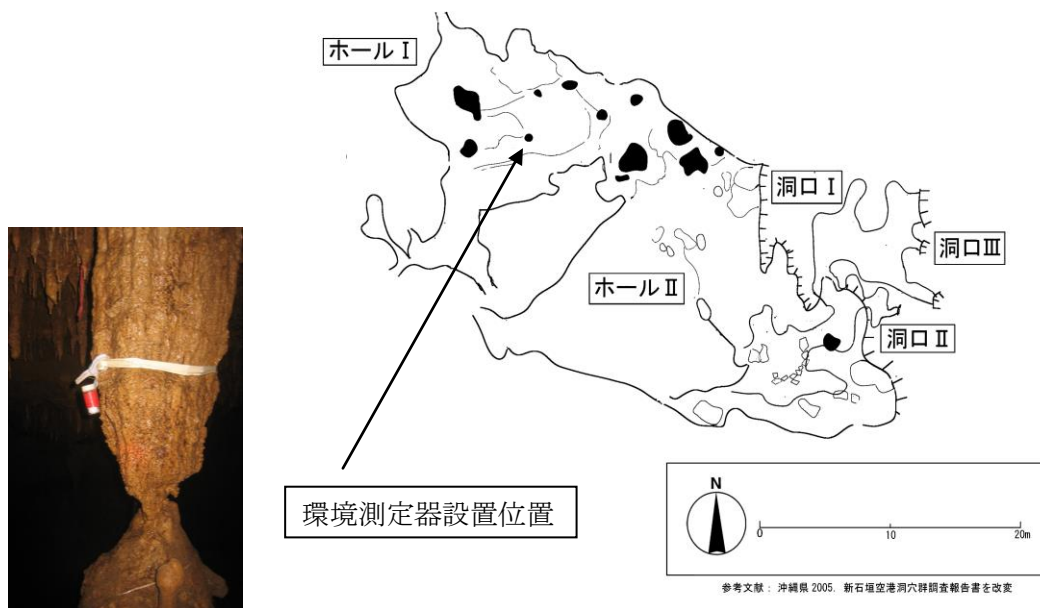 ホールⅠ
洞口Ⅰ
洞口Ⅲ
ホールⅡ
洞口Ⅱ
環境測定器設置位置
N
0 10 20m
参考文献：沖縄県 2005. 新石垣空港洞穴群調査報告書を改変